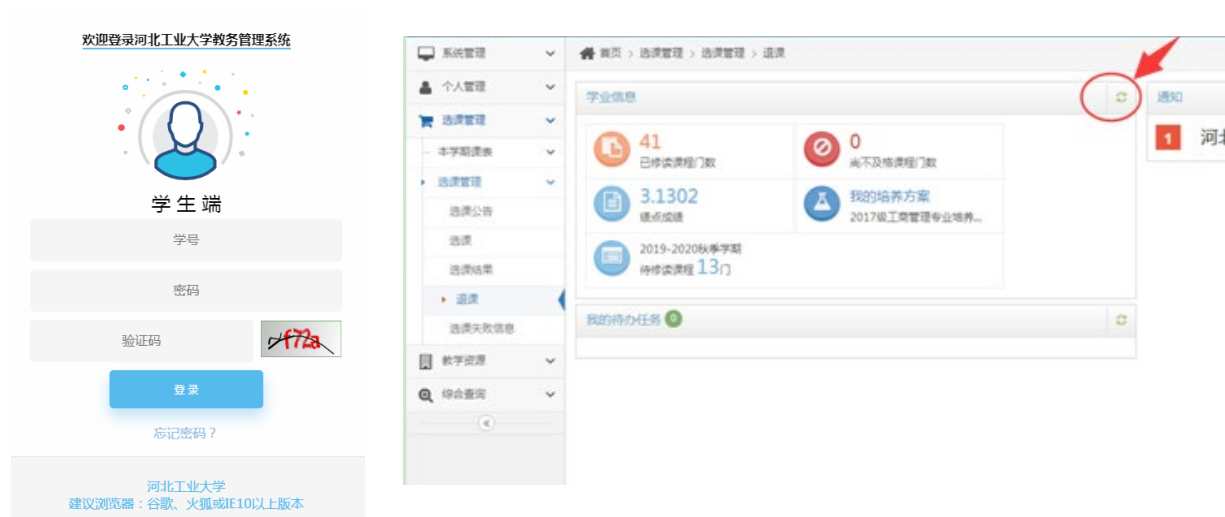 欢迎登录河北工业大学教务管理系统
学生端
学号
密码
验证码
rf72a
登录
忘记密码？
河北工业大学
建议浏览器：谷歌、火狐或IE10以上版本
系统管理
个人管理
选课管理
本学期课表
选课管理
选课公告
选课
选课结果
退课
选课失败信息
教学资源
综合查询
首页 > 选课管理 > 选课管理 > 退课
学业信息
41
已修读课程门数
0
尚不及格课程门数
3.1302
绩点成绩
我的培养方案
2017级工商管理专业培养...
2019-2020秋季学期
待修读课程 13门
我的待办任务 0
通知
1 河北